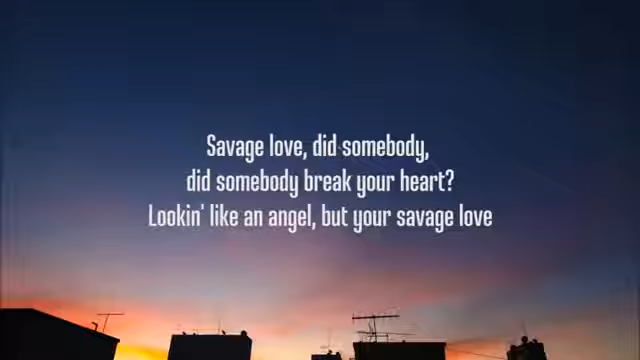 Savage love, did somebody,
did somebody break your heart?
Lookin' like an angel, but your savage love